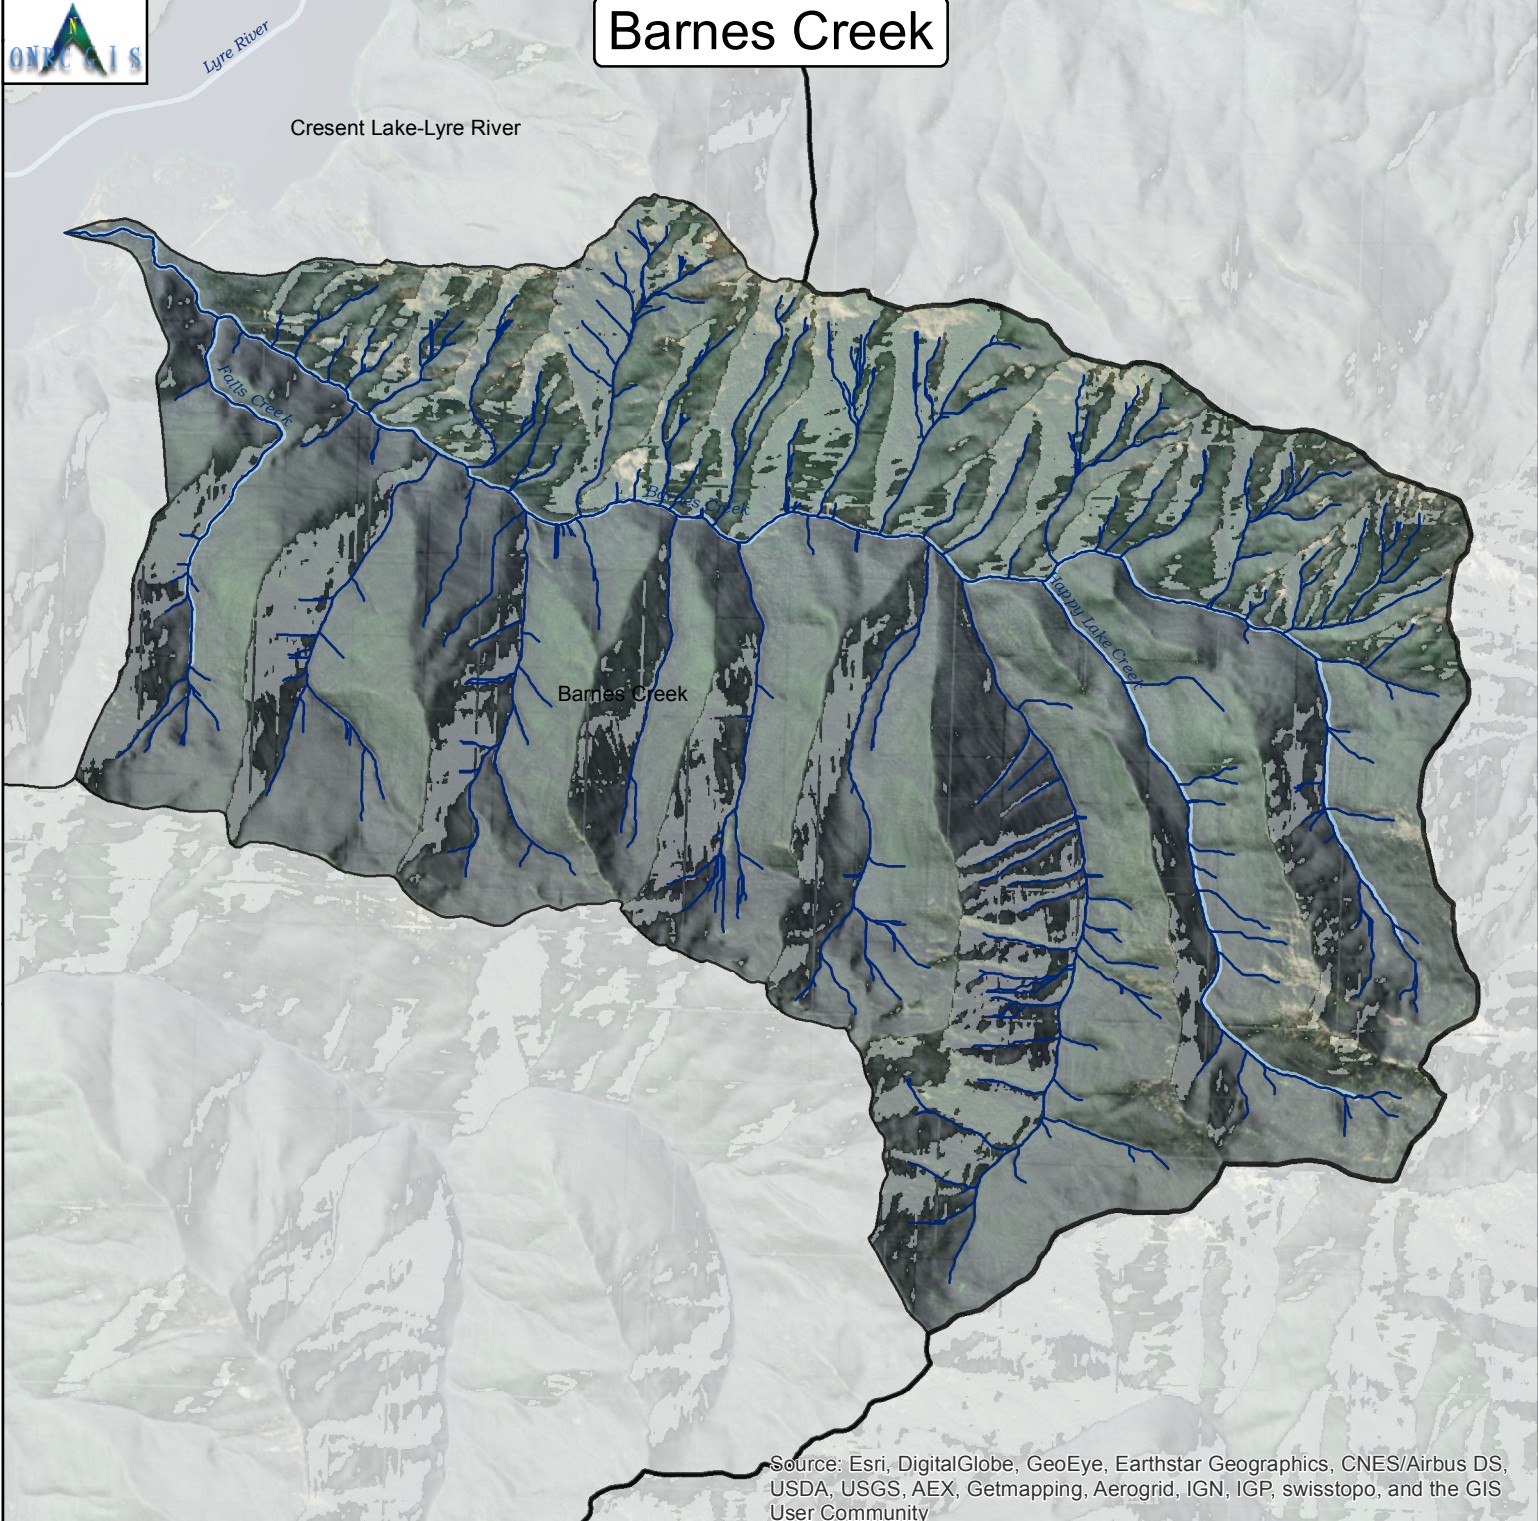 Barnes Creek
N
ONRC GIS
Lyre River
Cresent Lake-Lyre River
Falls Creek
Barnes Creek
Happy Lake Creek
Barnes Creek
Source: Esri, DigitalGlobe, GeoEye, Earthstar Geographics, CNES/Airbus DS,
USDA, USGS, AEX, Getmapping, Aerogrid, IGN, IGP, swisstopo, and the GIS
User Community